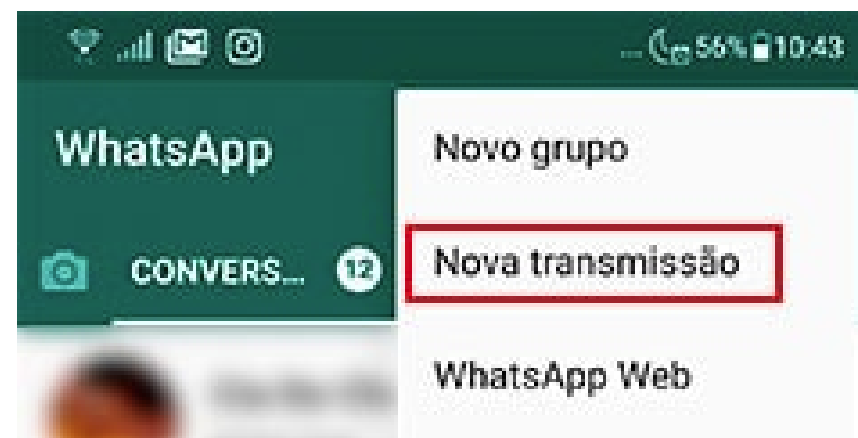 ... 56% 10:43
WhatsApp
Novo grupo
CONVERS... 12
Nova transmissão
WhatsApp Web